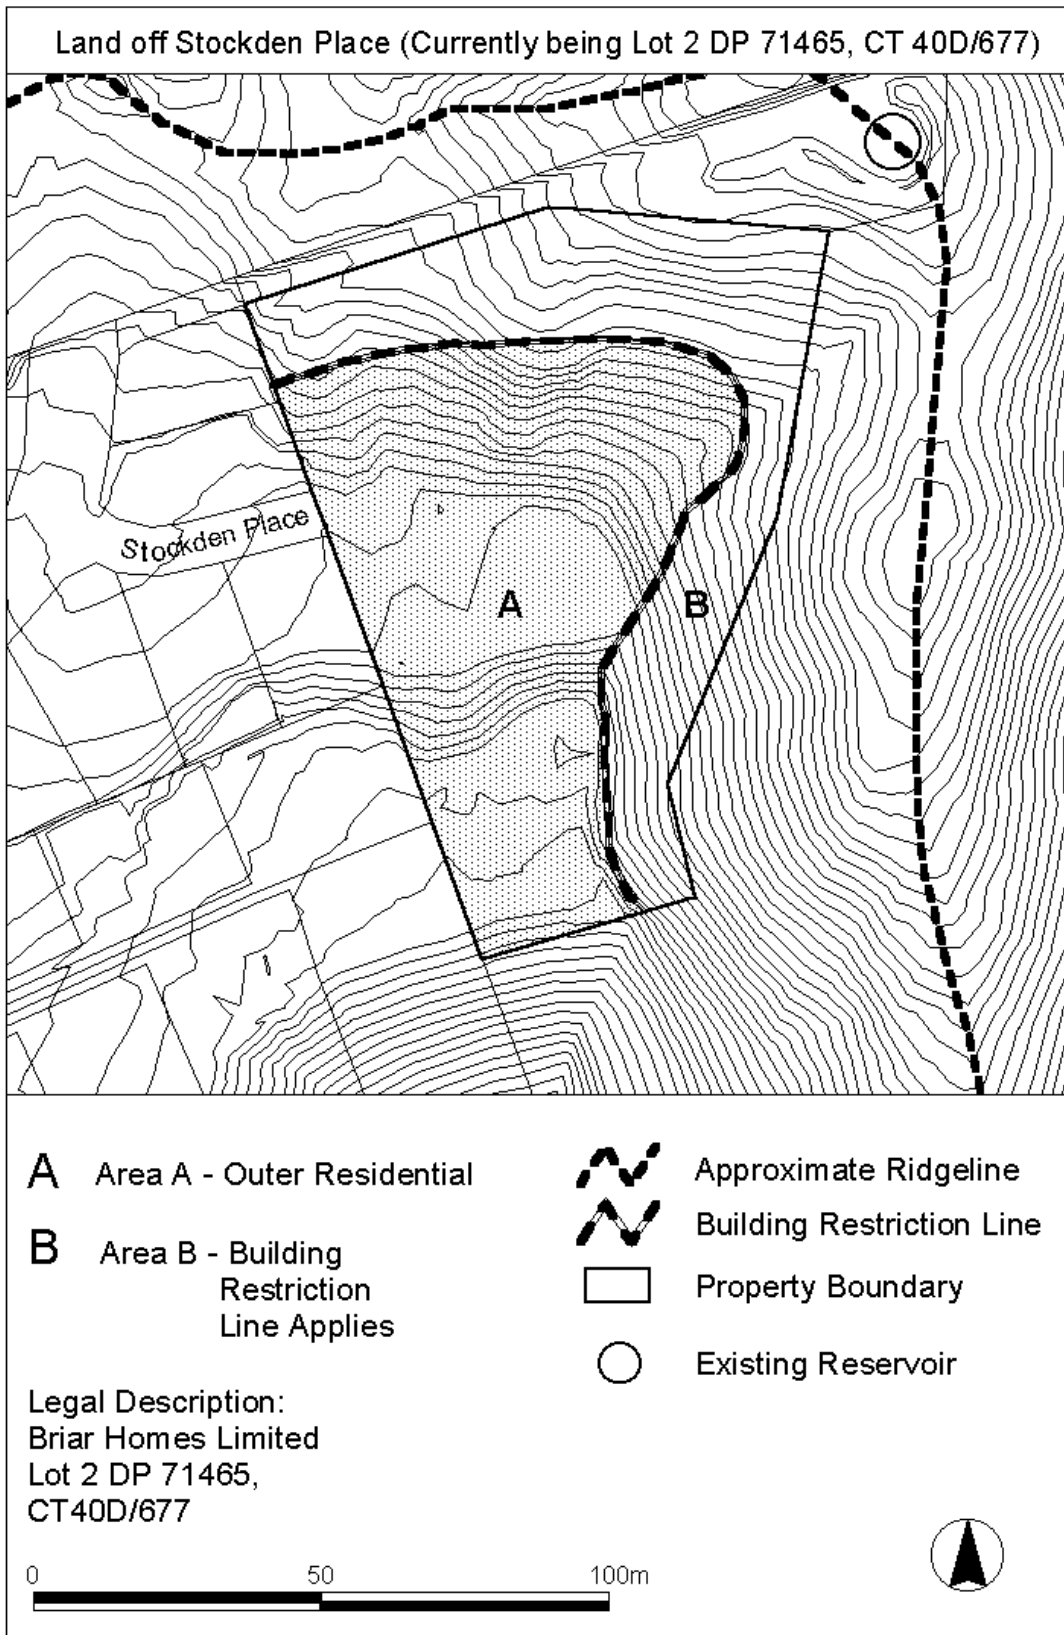 Land off Stockden Place (Currently being Lot 2 DP 71465, CT 40D/677)
Stockden Place
A
B
A Area A - Outer Residential
B Area B - Building
Restriction
Line Applies
Approximate Ridgeline
Building Restriction Line
Property Boundary
Existing Reservoir
Legal Description:
Briar Homes Limited
Lot 2 DP 71465,
CT40D/677
0 50 100m